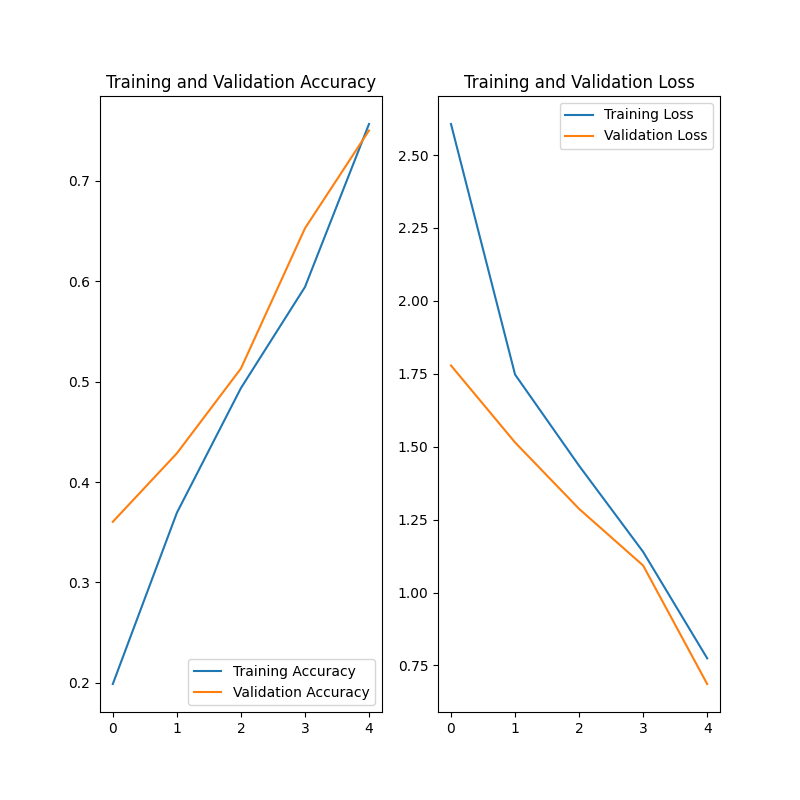 Training and Validation Accuracy
0.7
0.6
0.5
0.4
0.3
0.2
0 1 2 3 4
Training Accuracy
Validation Accuracy
Training and Validation Loss
2.50
2.25
2.00
1.75
1.50
1.25
1.00
0.75
0 1 2 3 4
Training Loss
Validation Loss